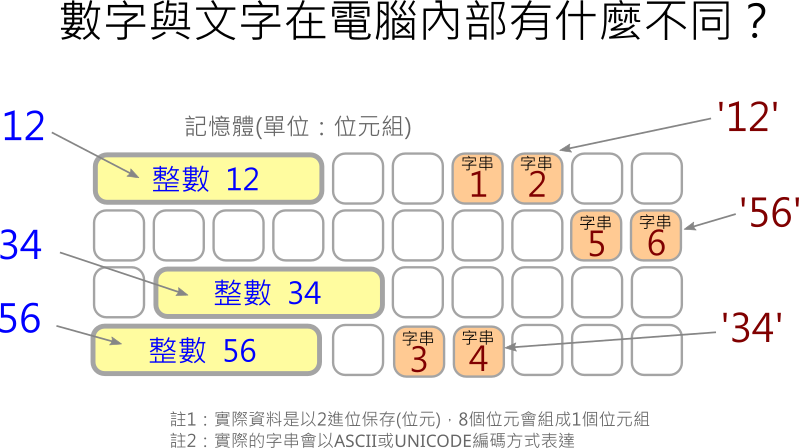 數字與文字在電腦內部有什麼不同？
記憶體(單位：位元組)
12
整數 12
字串 1
字串 2
'12'
字串 5
字串 6
'56'
34
整數 34
56
整數 56
字串 3
字串 4
'34'
註1：實際資料是以2進位保存(位元)，8個位元會組成1個位元組
註2：實際的字串會以ASCII或UNICODE編碼方式表達